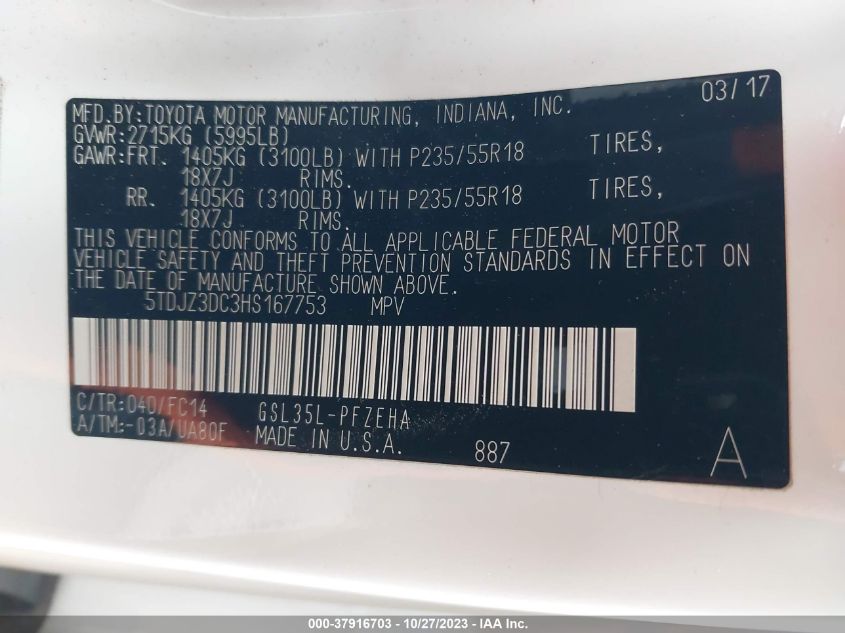 03/17
MFD.BY:TOYOTA MOTOR MANUFACTURING, INDIANA, INC.
GVWR:2715KG (5995LB)
GAWR:FRT. 1405KG (3100LB) WITH P235/55R18 TIRES,
18X7J RIMS.
RR. 1405KG (3100LB) WITH P235/55R18 TIRES,
18X7J RIMS.
THIS VEHICLE CONFORMS TO ALL APPLICABLE FEDERAL MOTOR
VEHICLE SAFETY AND THEFT PREVENTION STANDARDS IN EFFECT ON
THE DATE OF MANUFACTURE SHOWN ABOVE.
5TDJZ3DC3HS167753 MPV
C/TR:040/FC14 GSL35L-PFZEHA
A/TM:-03A/UA80F MADE IN U.S.A. 887 A
000-37916703 - 10/27/2023 - IAA Inc.